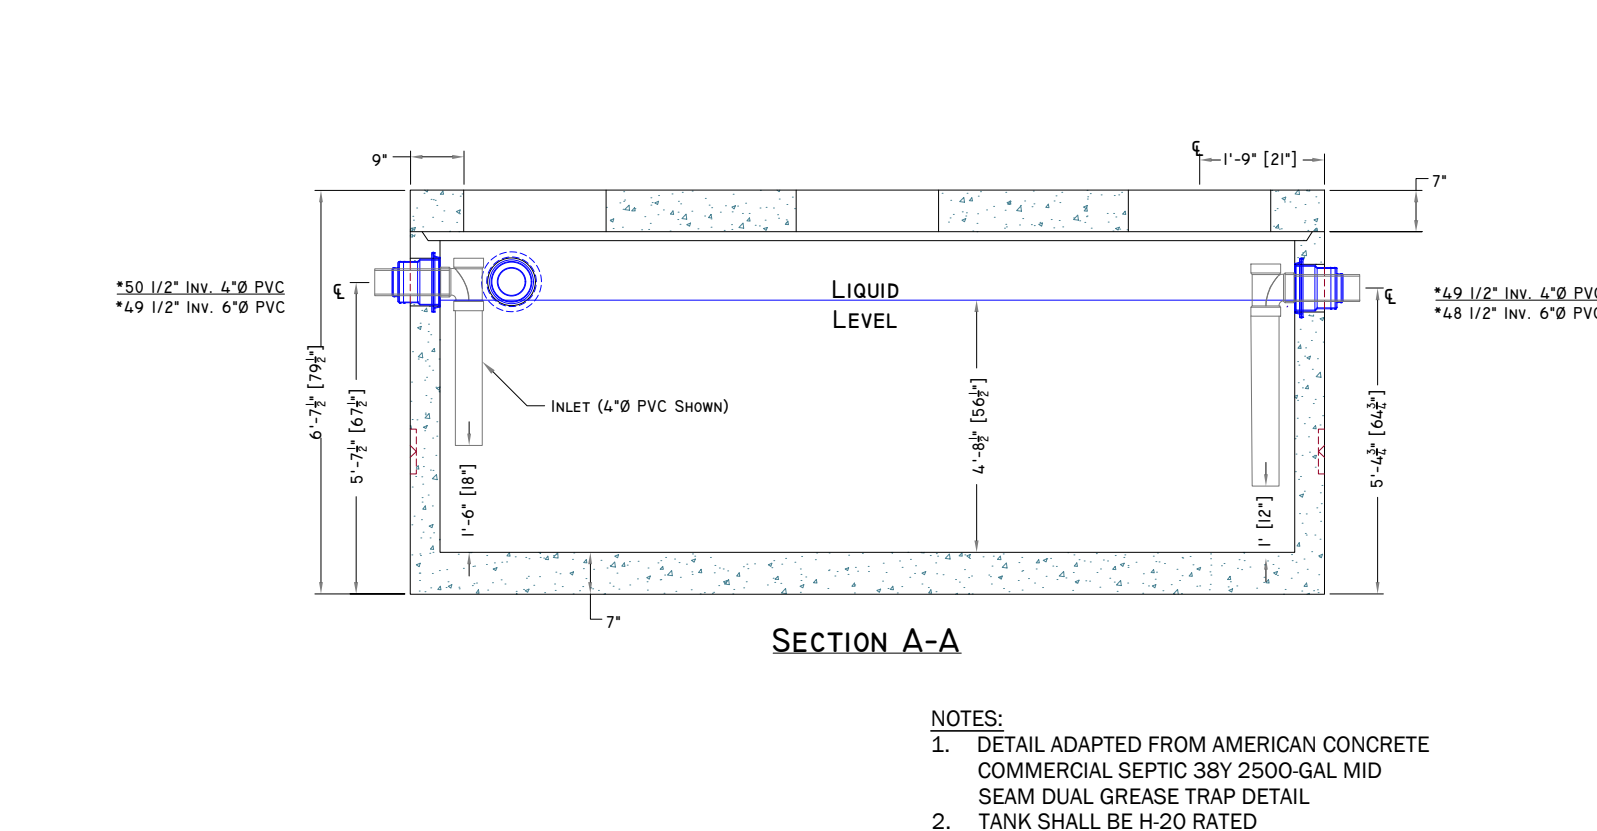 9"
℄
1'-9" [21"]
7"
*50 1/2" Inv. 4"Ø PVC
*49 1/2" Inv. 6"Ø PVC
℄
Liquid
Level
℄
*49 1/2" Inv. 4"Ø PVC
*48 1/2" Inv. 6"Ø PVC
6'-7½" [79½"]
5'-7½" [67½"]
Inlet (4"Ø PVC Shown)
4'-8½" [56½"]
5'-4¾" [64¾"]
1'-6" [18"]
1' [12"]
7"
Section A-A
NOTES:
1. DETAIL ADAPTED FROM AMERICAN CONCRETE
COMMERCIAL SEPTIC 38Y 2500-GAL MID
SEAM DUAL GREASE TRAP DETAIL
2. TANK SHALL BE H-20 RATED